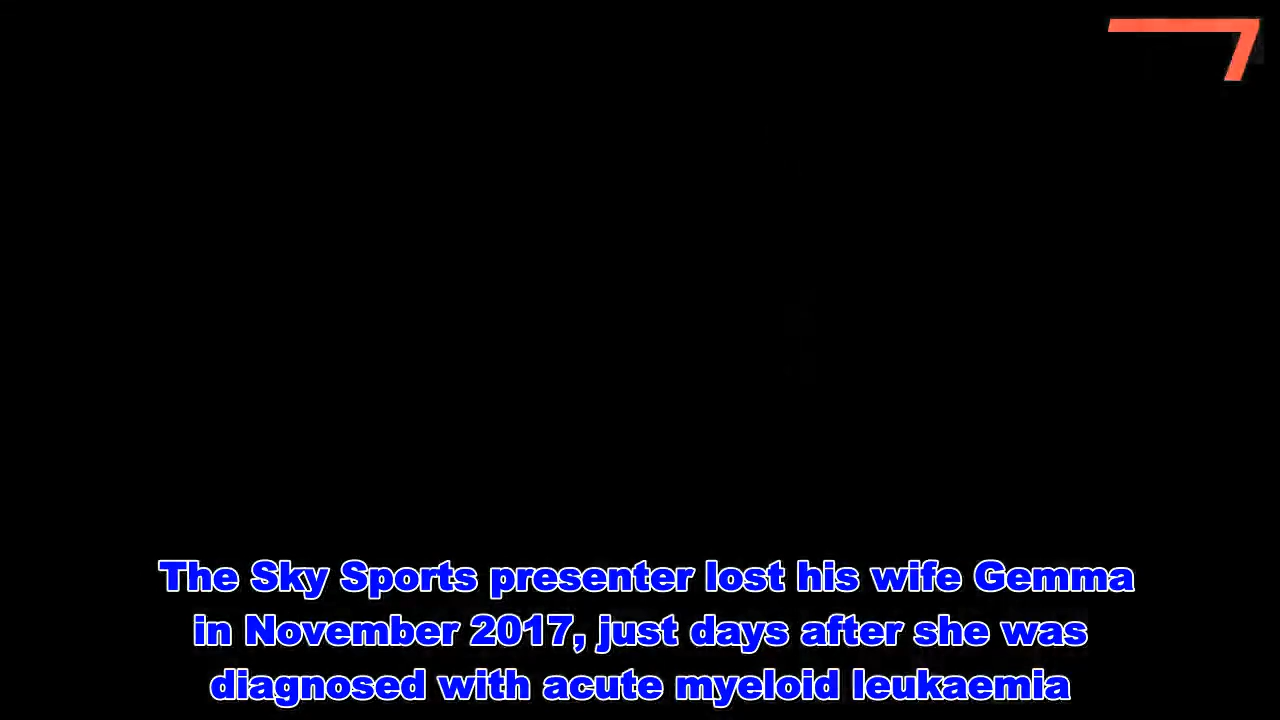 The Sky Sports presenter lost his wife Gemma
in November 2017, just days after she was
diagnosed with acute myeloid leukaemia